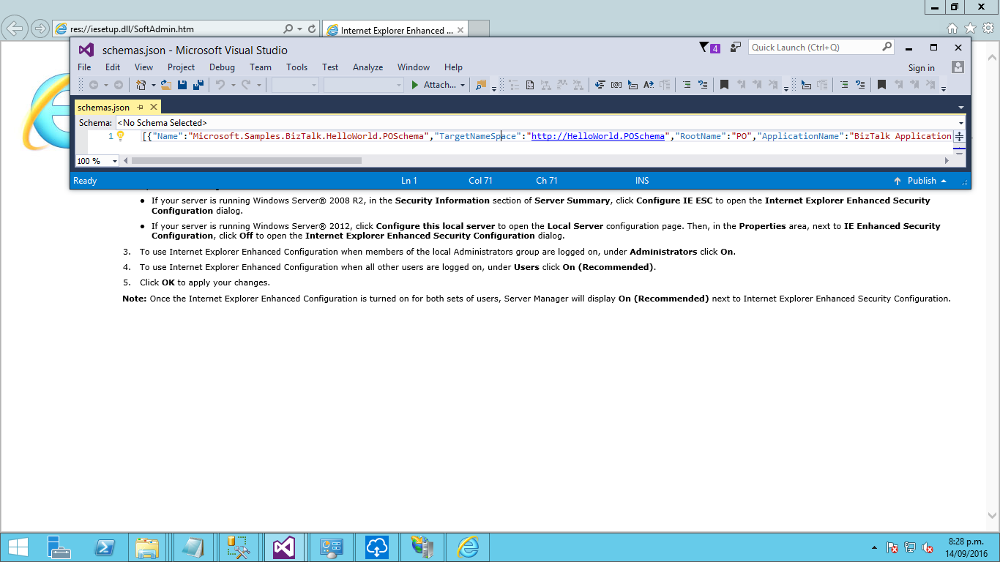 res://iesetup.dll/SoftAdmin.htm
Internet Explorer Enhanced ...
schemas.json - Microsoft Visual Studio
4
Quick Launch (Ctrl+Q)
File Edit View Project Debug Team Tools Test Analyze Window Help
Sign in
Attach...
schemas.json
Schema: <No Schema Selected>
1 [{"Name":"Microsoft.Samples.BizTalk.HelloWorld.POSchema","TargetNameSpace":"http://HelloWorld.POSchema","RootName":"PO","ApplicationName":"BizTalk Application
100 %
Ready Ln 1 Col 71 Ch 71 INS Publish
• If your server is running Windows Server® 2008 R2, in the Security Information section of Server Summary, click Configure IE ESC to open the Internet Explorer Enhanced Security
Configuration dialog.
• If your server is running Windows Server® 2012, click Configure this local server to open the Local Server configuration page. Then, in the Properties area, next to IE Enhanced Security
Configuration, click Off to open the Internet Explorer Enhanced Security Configuration dialog.
3. To use Internet Explorer Enhanced Configuration when members of the local Administrators group are logged on, under Administrators click On.
4. To use Internet Explorer Enhanced Configuration when all other users are logged on, under Users click On (Recommended).
5. Click OK to apply your changes.
Note: Once the Internet Explorer Enhanced Configuration is turned on for both sets of users, Server Manager will display On (Recommended) next to Internet Explorer Enhanced Security Configuration.
8:28 p.m.
14/09/2016